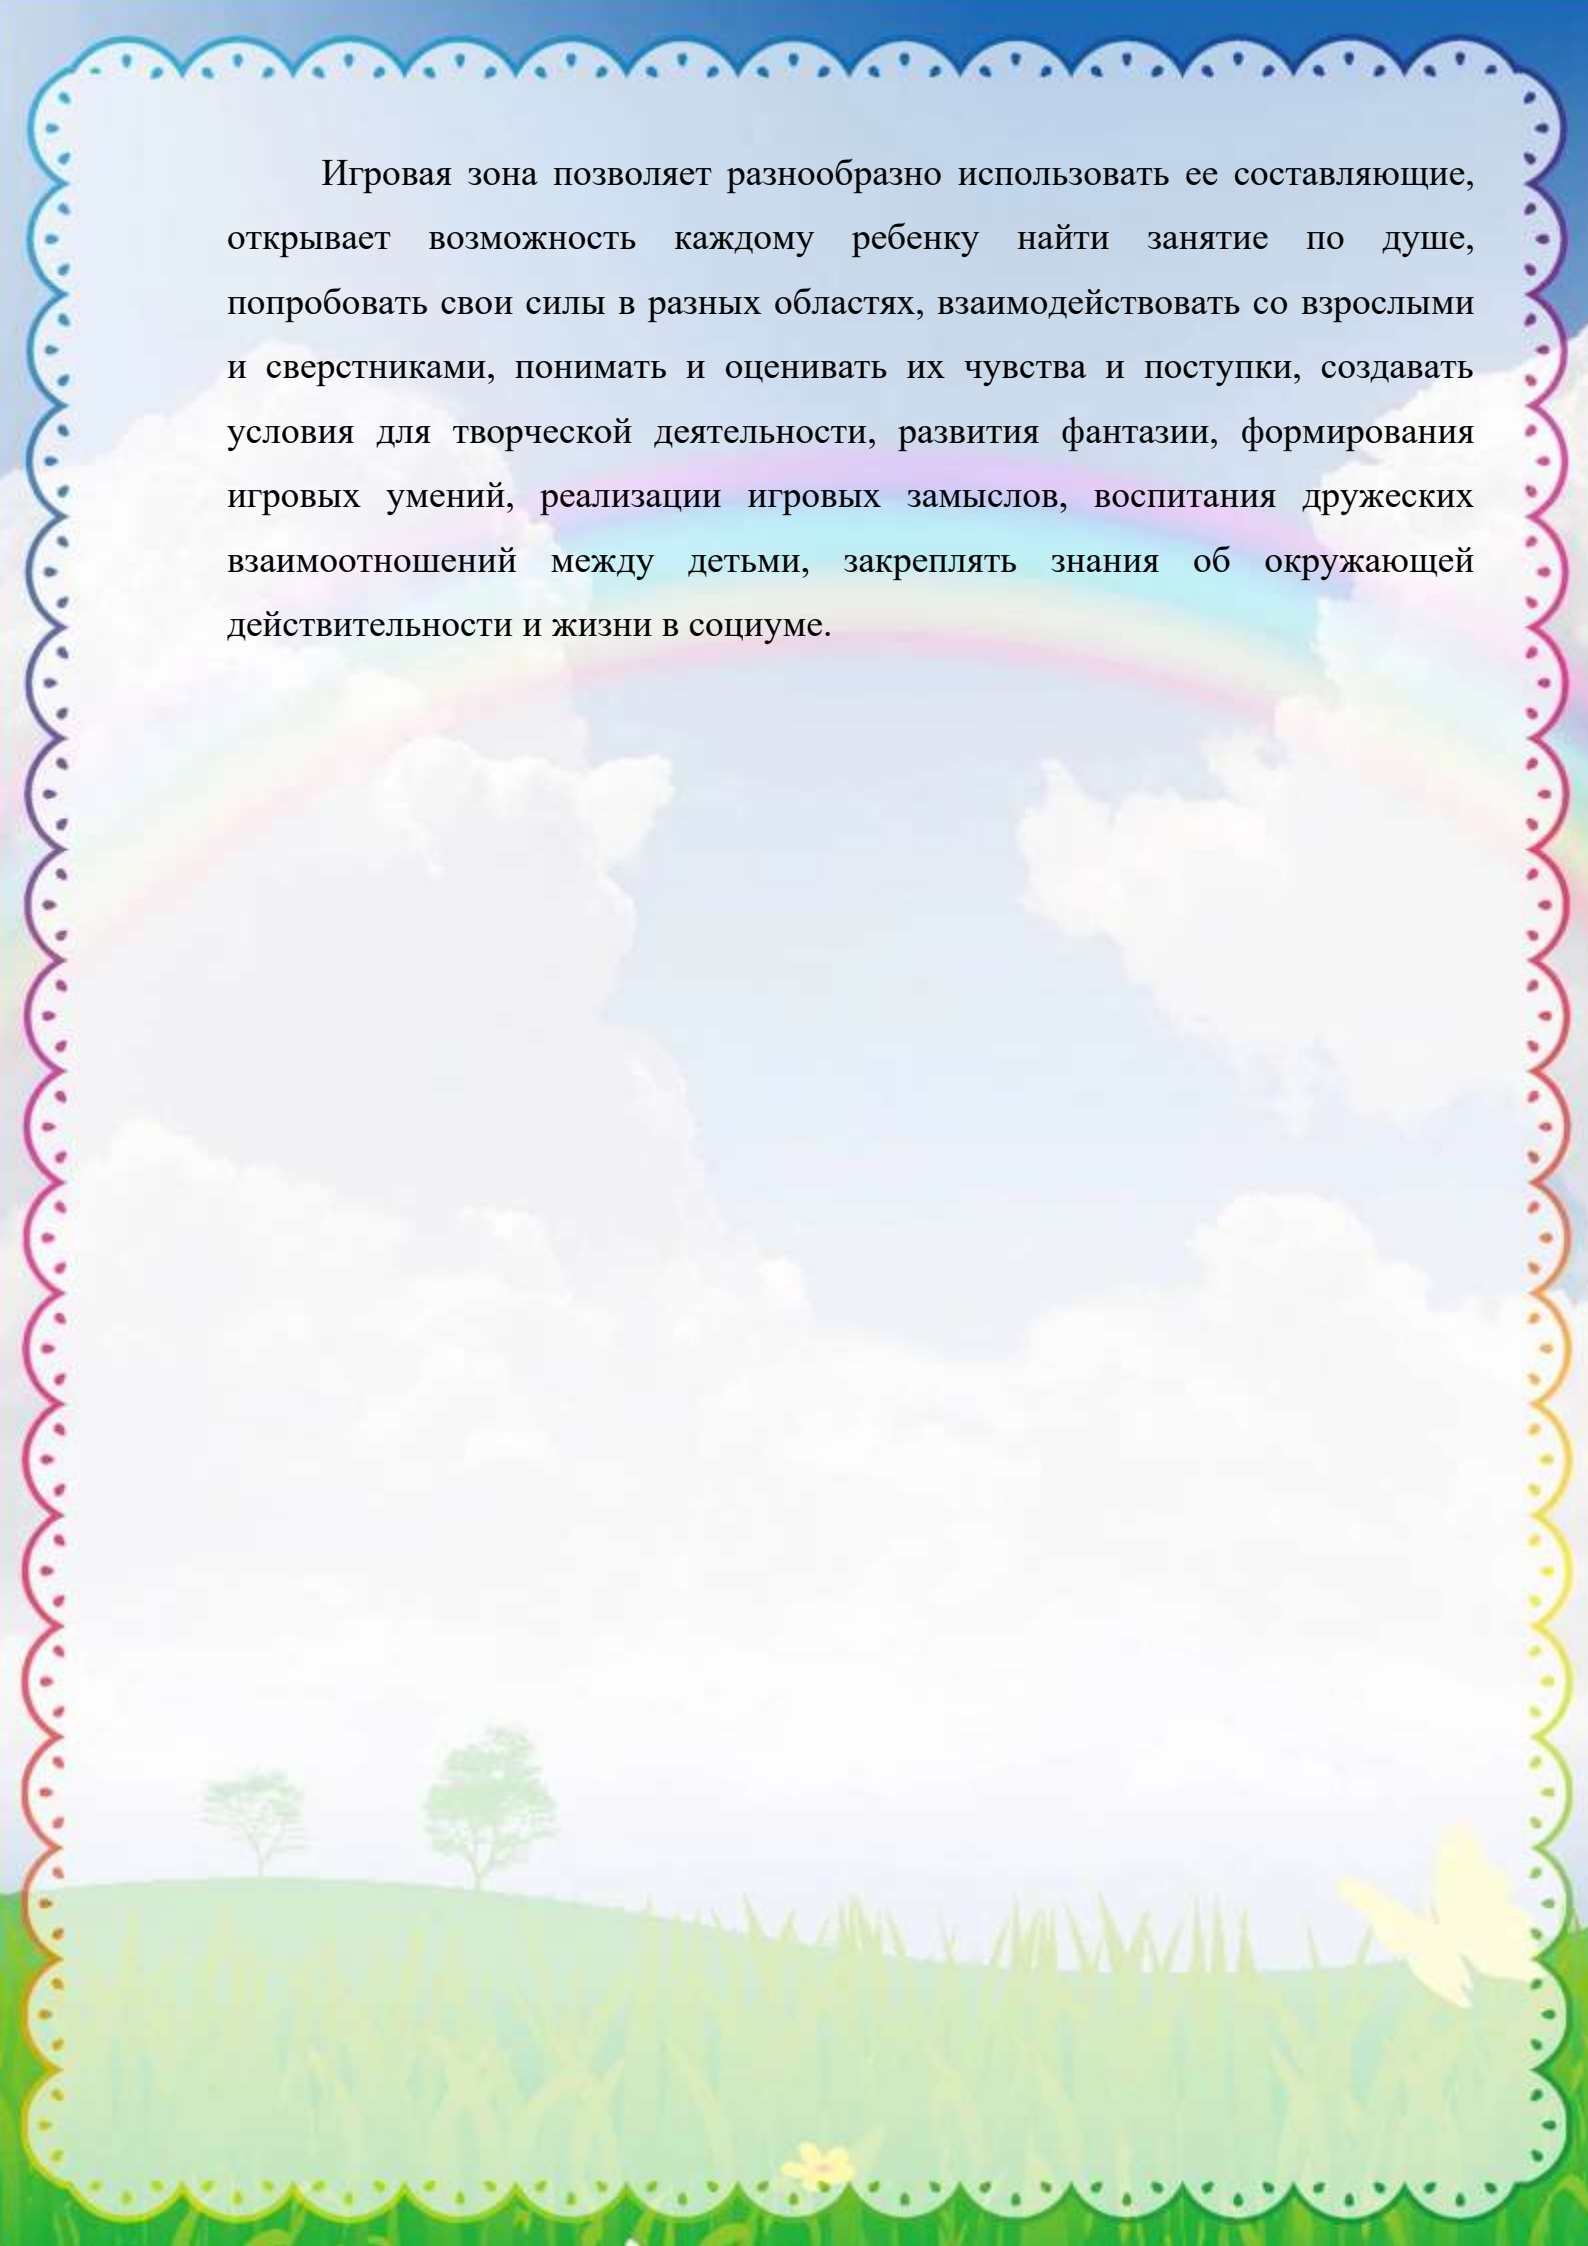 Игровая зона позволяет разнообразно использовать ее составляющие,
открывает возможность каждому ребенку найти занятие по душе,
попробовать свои силы в разных областях, взаимодействовать со взрослыми
и сверстниками, понимать и оценивать их чувства и поступки, создавать
условия для творческой деятельности, развития фантазии, формирования
игровых умений, реализации игровых замыслов, воспитания дружеских
взаимоотношений между детьми, закреплять знания об окружающей
действительности и жизни в социуме.